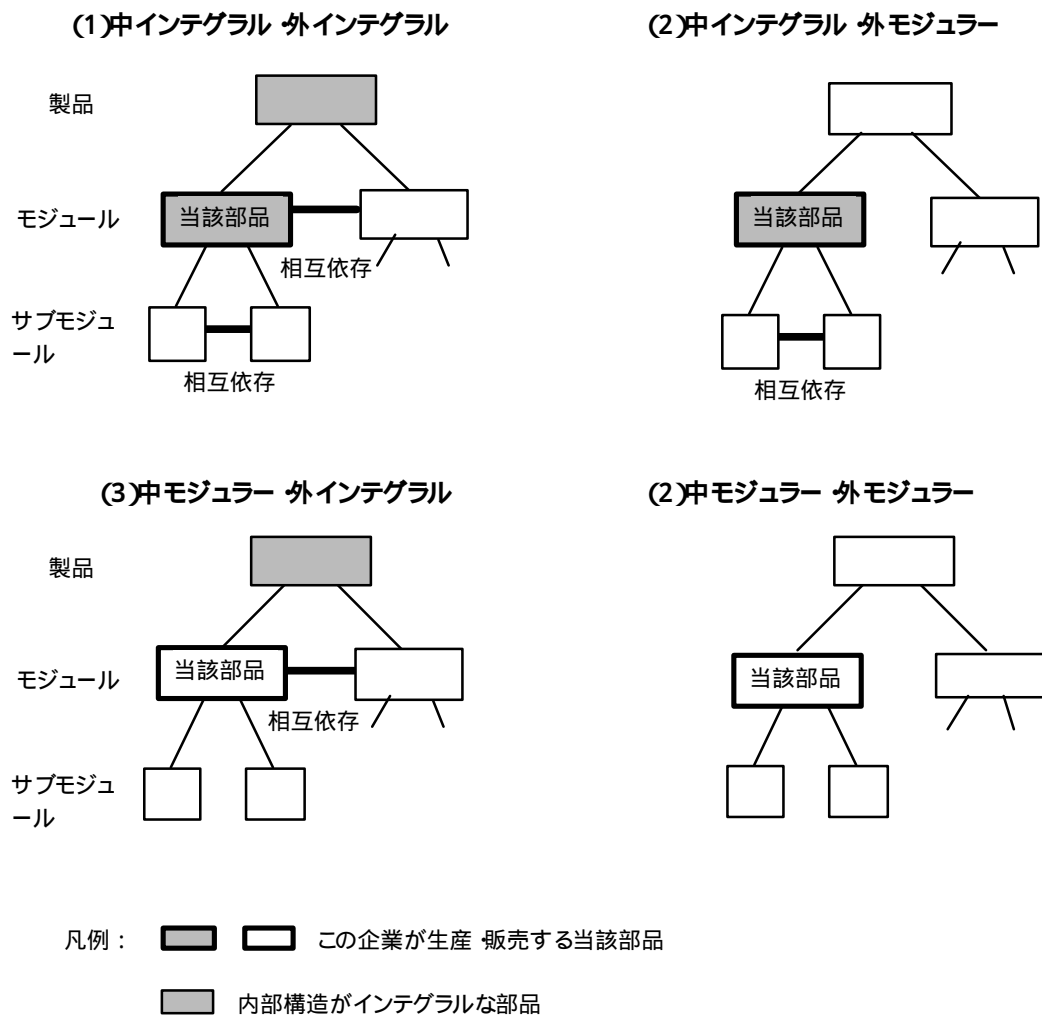 (1)中インテグラル・外インテグラル
(2)中インテグラル・外モジュラー
製品
モジュール
当該部品
当該部品
相互依存
サブモジュ
ール
相互依存
相互依存
(3)中モジュラー・外インテグラル
(2)中モジュラー・外モジュラー
製品
モジュール
当該部品
当該部品
相互依存
サブモジュ
ール
凡例：
この企業が生産・販売する当該部品
内部構造がインテグラルな部品